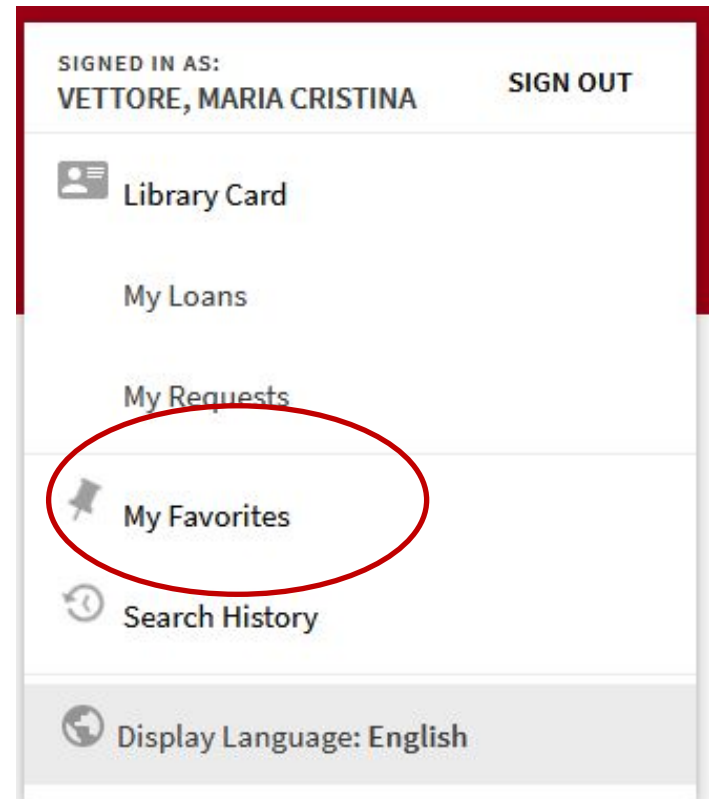 SIGNED IN AS:
VETTORE, MARIA CRISTINA
SIGN OUT
Library Card
My Loans
My Requests
My Favorites
Search History
Display Language: English